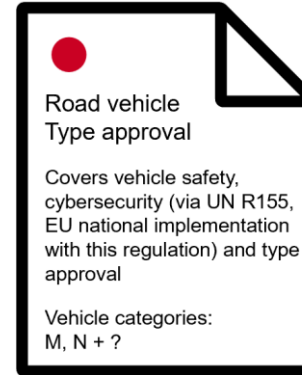 Road vehicle
Type approval
Covers vehicle safety,
cybersecurity (via UN R155,
EU national implementation
with this regulation) and type
approval
Vehicle categories:
M, N + ?